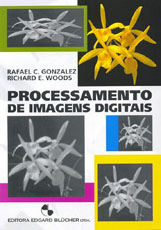 RAFAEL C. GONZALEZ
RICHARD E. WOODS
PROCESSAMENTO
DE IMAGENS DIGITAIS
EDITORA EDGARD BLÜCHER LTDA.